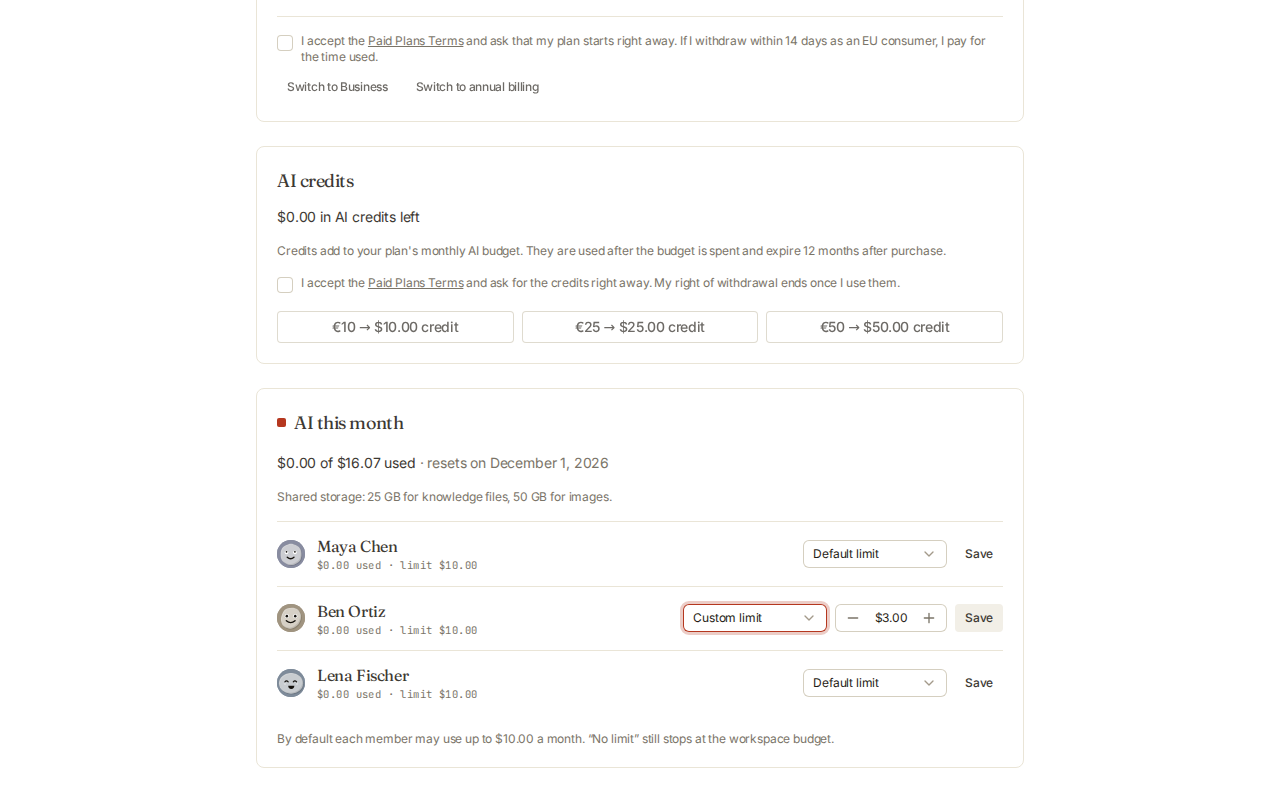 I accept the Paid Plans Terms and ask that my plan starts right away. If I withdraw within 14 days as an EU consumer, I pay for
the time used.
Switch to Business Switch to annual billing
AI credits
$0.00 in AI credits left
Credits add to your plan's monthly AI budget. They are used after the budget is spent and expire 12 months after purchase.
I accept the Paid Plans Terms and ask for the credits right away. My right of withdrawal ends once I use them.
€10 → $10.00 credit €25 → $25.00 credit €50 → $50.00 credit
AI this month
$0.00 of $16.07 used · resets on December 1, 2026
Shared storage: 25 GB for knowledge files, 50 GB for images.
Maya Chen
$0.00 used · limit $10.00
Default limit Save
Ben Ortiz
$0.00 used · limit $10.00
Custom limit − $3.00 + Save
Lena Fischer
$0.00 used · limit $10.00
Default limit Save
By default each member may use up to $10.00 a month. “No limit” still stops at the workspace budget.